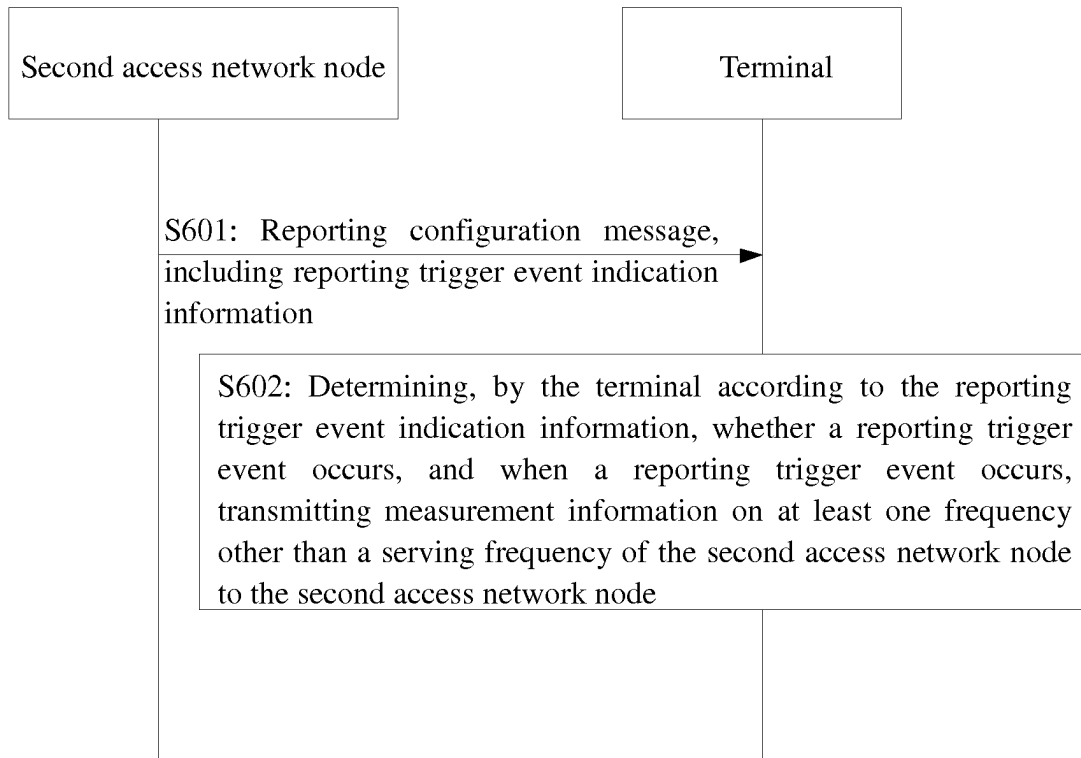 Second access network node
Terminal
S601: Reporting configuration message,
including reporting trigger event indication
information
S602: Determining, by the terminal according to the reporting
trigger event indication information, whether a reporting trigger
event occurs, and when a reporting trigger event occurs,
transmitting measurement information on at least one frequency
other than a serving frequency of the second access network node
to the second access network node